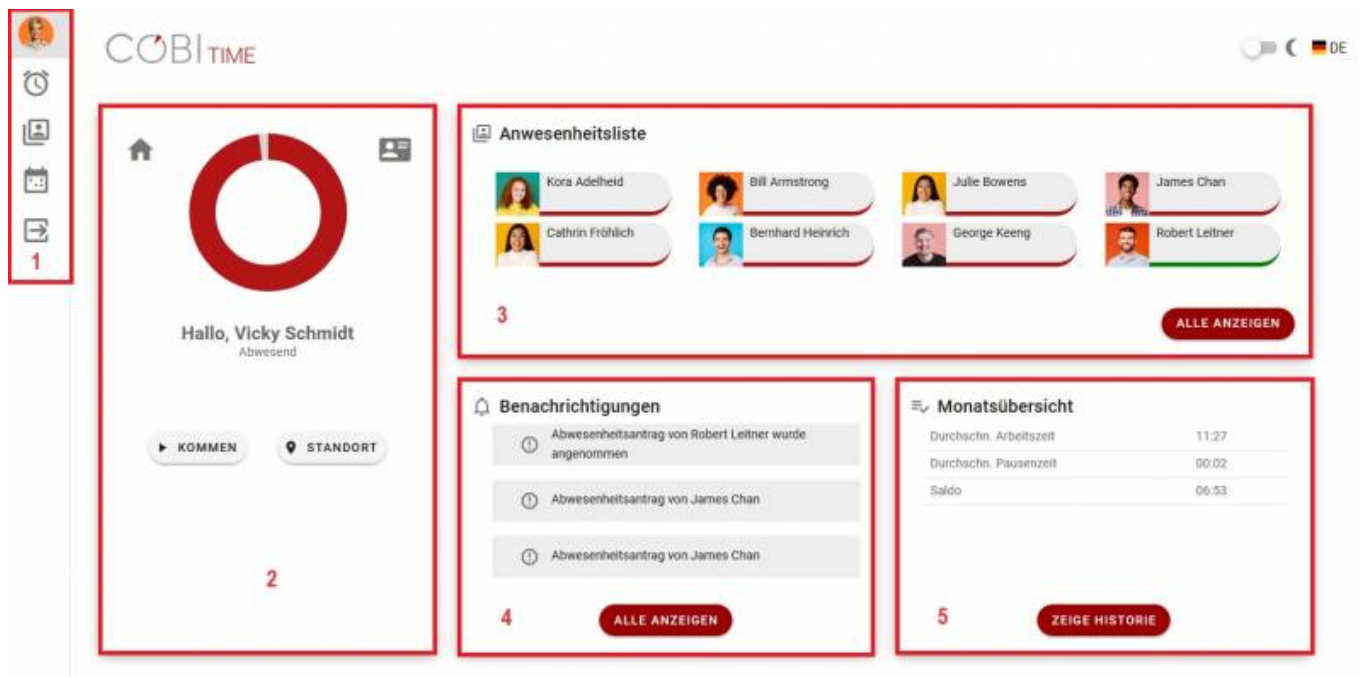 COBI TIME
DE
1
Hallo, Vicky Schmidt
Abwesend
KOMMEN
STANDORT
2
Anwesenheitsliste
Kora Adelheid
Bill Armstrong
Julie Bowens
James Chan
Cathrin Fröhlich
Bernhard Heinrich
George Keeng
Robert Leitner
3
ALLE ANZEIGEN
Benachrichtigungen
Abwesenheitsantrag von Robert Leitner wurde
angenommen
Abwesenheitsantrag von James Chan
Abwesenheitsantrag von James Chan
4
ALLE ANZEIGEN
Monatsübersicht
Durchschn. Arbeitszeit 11:27
Durchschn. Pausenzeit 00:02
Saldo 06:53
5
ZEIGE HISTORIE